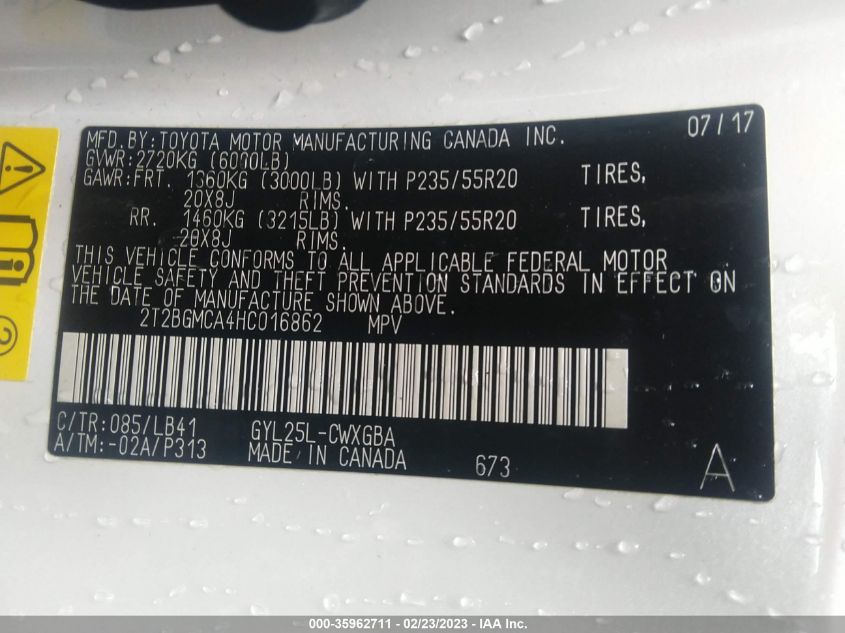 MFD.BY:TOYOTA MOTOR MANUFACTURING CANADA INC. 07/17
GVWR:2720KG (6000LB)
GAWR:FRT. 1360KG (3000LB) WITH P235/55R20 TIRES,
20X8J RIMS.
RR. 1460KG (3215LB) WITH P235/55R20 TIRES,
20X8J RIMS.
THIS VEHICLE CONFORMS TO ALL APPLICABLE FEDERAL MOTOR
VEHICLE SAFETY AND THEFT PREVENTION STANDARDS IN EFFECT ON
THE DATE OF MANUFACTURE SHOWN ABOVE.
2T2BGMCA4HC016862 MPV
C/TR:085/LB41 GYL25L-CWXGBA
A/TM:-02A/P313 MADE IN CANADA 673 A
2
000-35962711 - 02/23/2023 - IAA Inc.